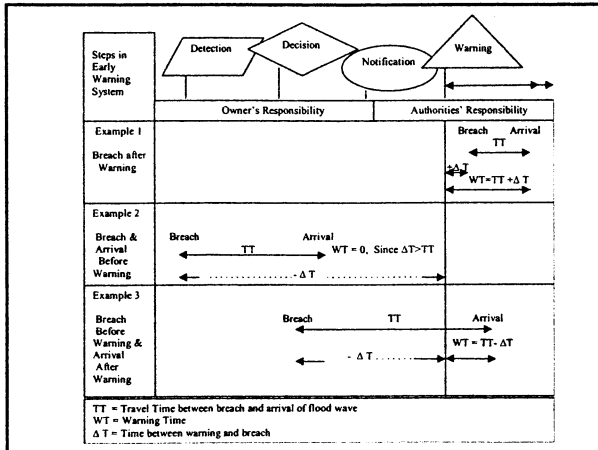 Steps in
Early
Warning
System
Detection
Decision
Notification
Warning
Owner's Responsibility
Authorities' Responsibility
Example 1
Breach after
Warning
Breach Arrival
TT
+Δ T
WT=TT +Δ T
Example 2
Breach &
Arrival
Before
Warning
Breach Arrival
TT WT = 0, Since ΔT>TT
- Δ T
Example 3
Breach
Before
Warning &
Arrival
After
Warning
Breach TT Arrival
WT = TT- ΔT
- Δ T
TT = Travel Time between breach and arrival of flood wave
WT = Warning Time
Δ T = Time between warning and breach